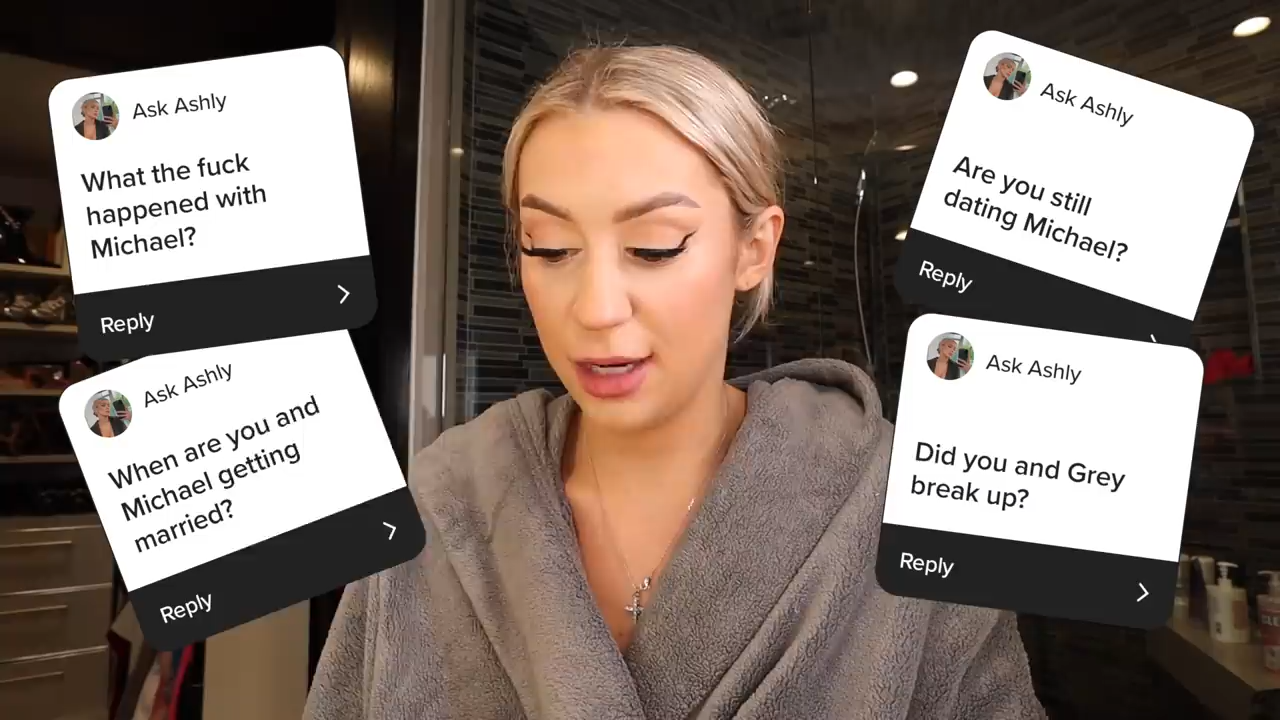 Ask Ashly
What the fuck
happened with
Michael?
Reply
Ask Ashly
When are you and
Michael getting
married?
Reply
Ask Ashly
Are you still
dating Michael?
Reply
Ask Ashly
Did you and Grey
break up?
Reply